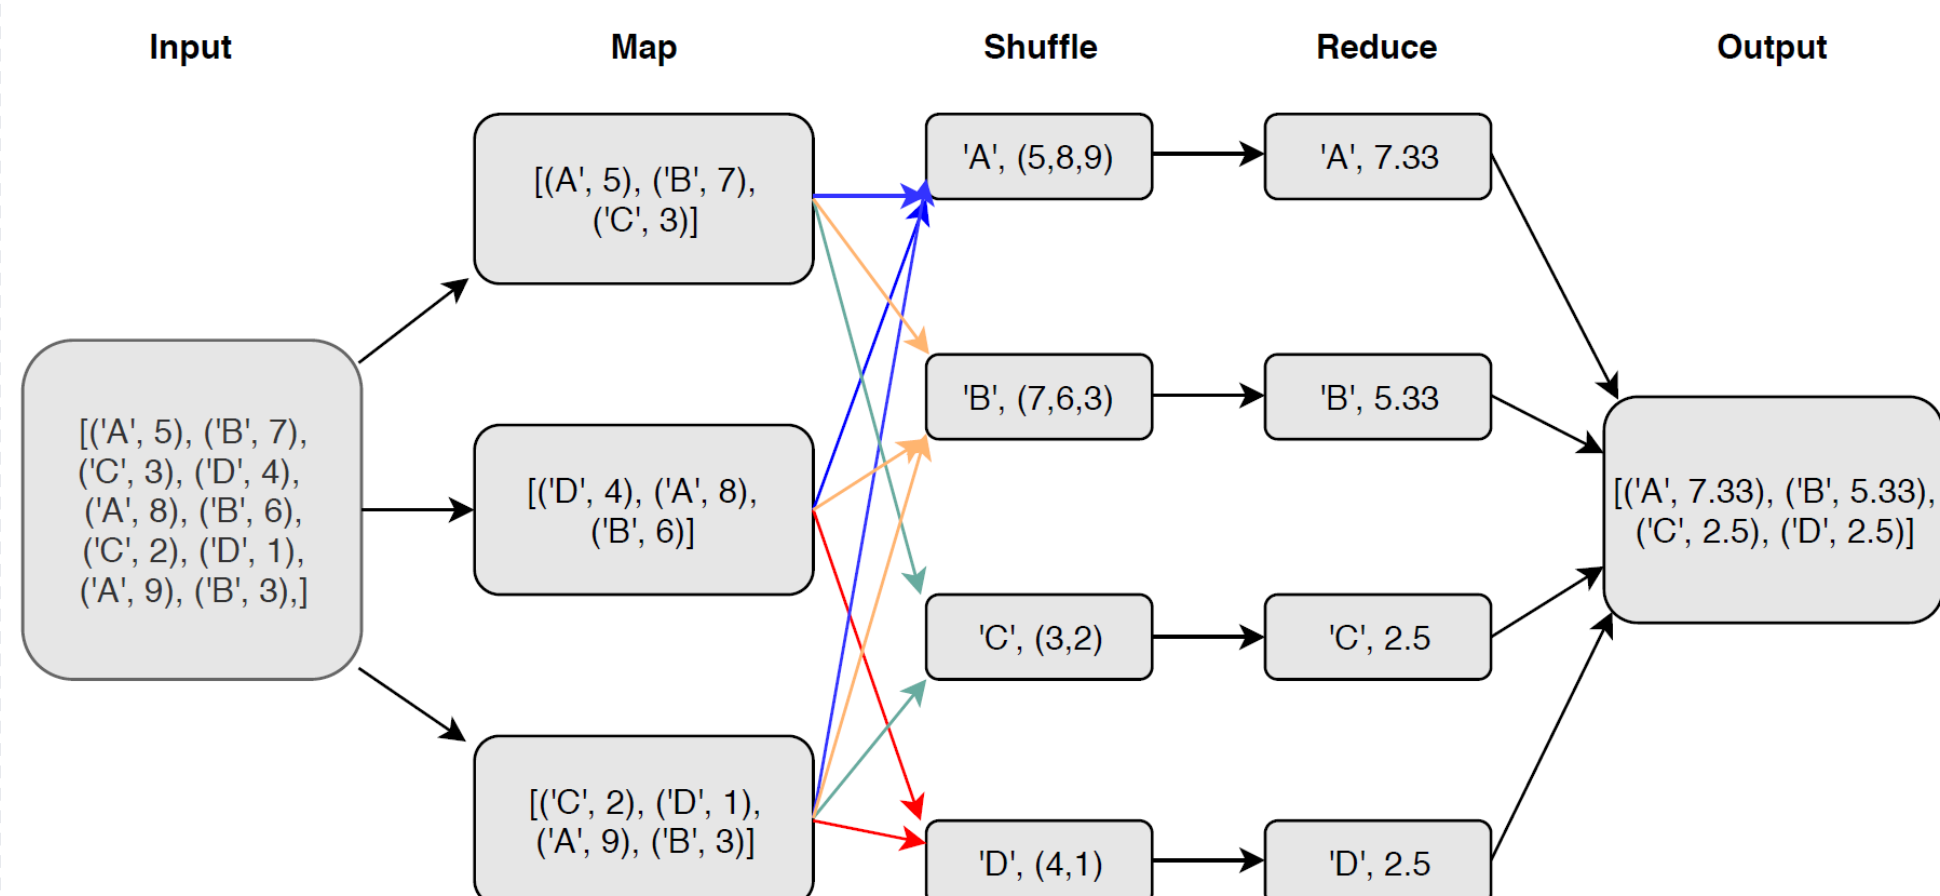 Input
Map
Shuffle
Reduce
Output
[('A', 5), ('B', 7),
('C', 3), ('D', 4),
('A', 8), ('B', 6),
('C', 2), ('D', 1),
('A', 9), ('B', 3),]
[(A', 5), ('B', 7),
('C', 3)]
[('D', 4), ('A', 8),
('B', 6)]
[('C', 2), ('D', 1),
('A', 9), ('B', 3)]
'A', (5,8,9)
'B', (7,6,3)
'C', (3,2)
'D', (4,1)
'A', 7.33
'B', 5.33
'C', 2.5
'D', 2.5
[('A', 7.33), ('B', 5.33),
('C', 2.5), ('D', 2.5)]